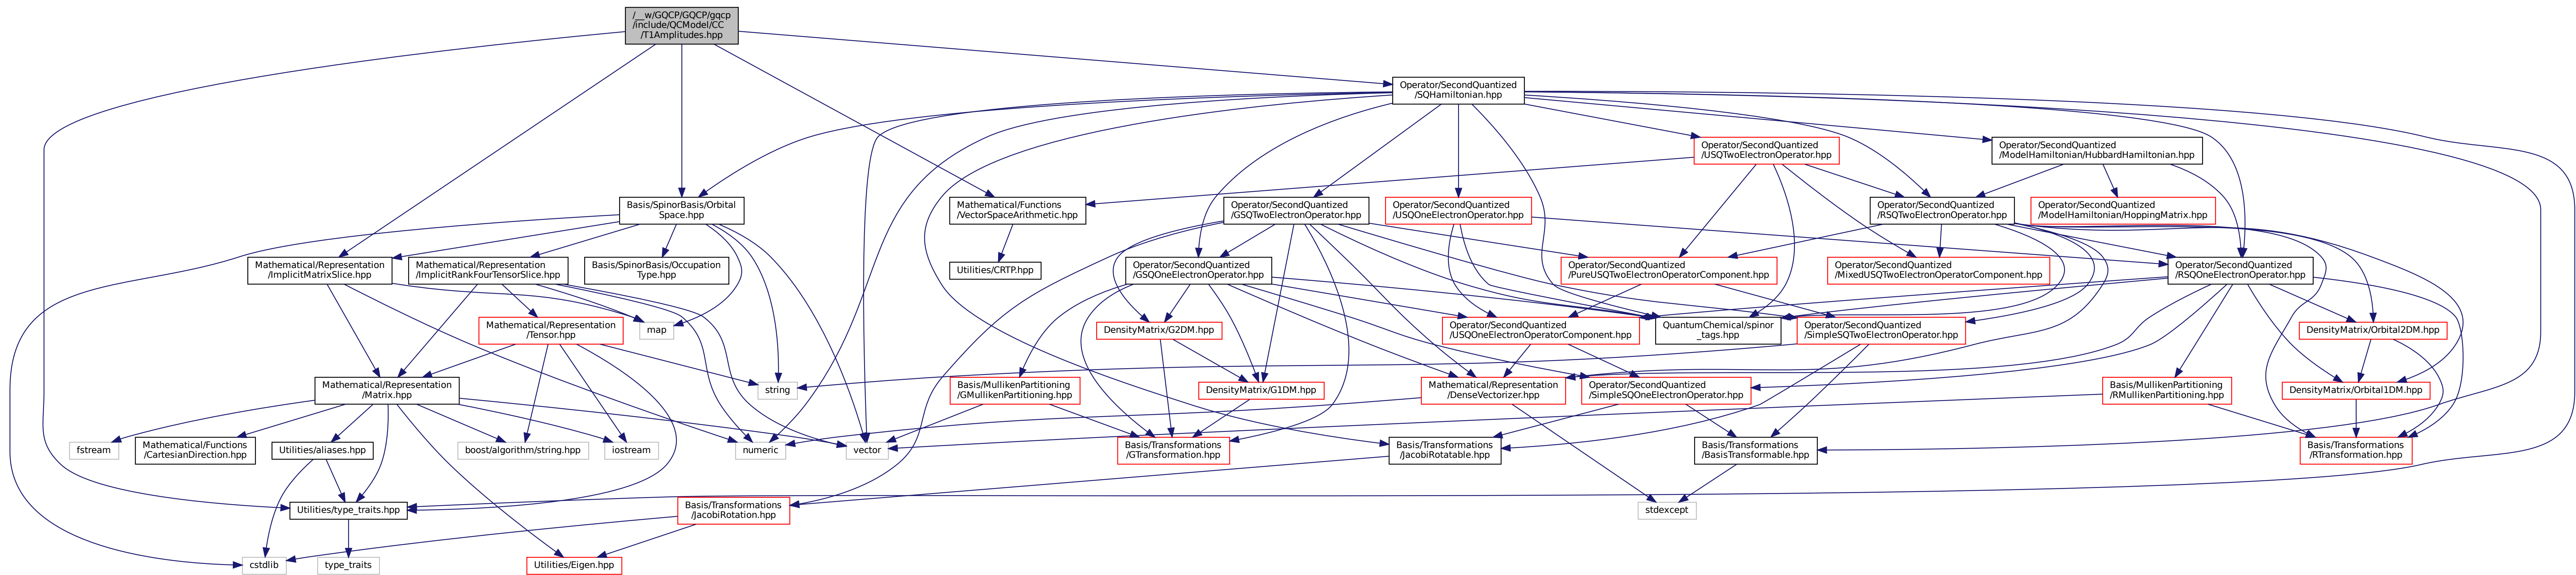 /__w/GQCP/GQCP/gqcp
/include/QCModel/CC
/T1Amplitudes.hpp
Operator/SecondQuantized
/SQHamiltonian.hpp
Operator/SecondQuantized
/USQTwoElectronOperator.hpp
Operator/SecondQuantized
/ModelHamiltonian/HubbardHamiltonian.hpp
Basis/SpinorBasis/Orbital
Space.hpp
Mathematical/Functions
/VectorSpaceArithmetic.hpp
Operator/SecondQuantized
/GSQTwoElectronOperator.hpp
Operator/SecondQuantized
/USQOneElectronOperator.hpp
Operator/SecondQuantized
/RSQTwoElectronOperator.hpp
Operator/SecondQuantized
/ModelHamiltonian/HoppingMatrix.hpp
Mathematical/Representation
/ImplicitMatrixSlice.hpp
Mathematical/Representation
/ImplicitRankFourTensorSlice.hpp
Basis/SpinorBasis/Occupation
Type.hpp
Utilities/CRTP.hpp
Operator/SecondQuantized
/GSQOneElectronOperator.hpp
Operator/SecondQuantized
/PureUSQTwoElectronOperatorComponent.hpp
Operator/SecondQuantized
/MixedUSQTwoElectronOperatorComponent.hpp
Operator/SecondQuantized
/RSQOneElectronOperator.hpp
Mathematical/Representation
/Tensor.hpp
map
DensityMatrix/G2DM.hpp
Operator/SecondQuantized
/USQOneElectronOperatorComponent.hpp
QuantumChemical/spinor
_tags.hpp
Operator/SecondQuantized
/SimpleSQTwoElectronOperator.hpp
DensityMatrix/Orbital2DM.hpp
Mathematical/Representation
/Matrix.hpp
string
Basis/MullikenPartitioning
/GMullikenPartitioning.hpp
DensityMatrix/G1DM.hpp
Mathematical/Representation
/DenseVectorizer.hpp
Operator/SecondQuantized
/SimpleSQOneElectronOperator.hpp
Basis/MullikenPartitioning
/RMullikenPartitioning.hpp
DensityMatrix/Orbital1DM.hpp
fstream
Mathematical/Functions
/CartesianDirection.hpp
Utilities/aliases.hpp
boost/algorithm/string.hpp
iostream
numeric
vector
Basis/Transformations
/GTransformation.hpp
Basis/Transformations
/JacobiRotatable.hpp
Basis/Transformations
/BasisTransformable.hpp
Basis/Transformations
/RTransformation.hpp
Utilities/type_traits.hpp
Basis/Transformations
/JacobiRotation.hpp
stdexcept
cstdlib
type_traits
Utilities/Eigen.hpp